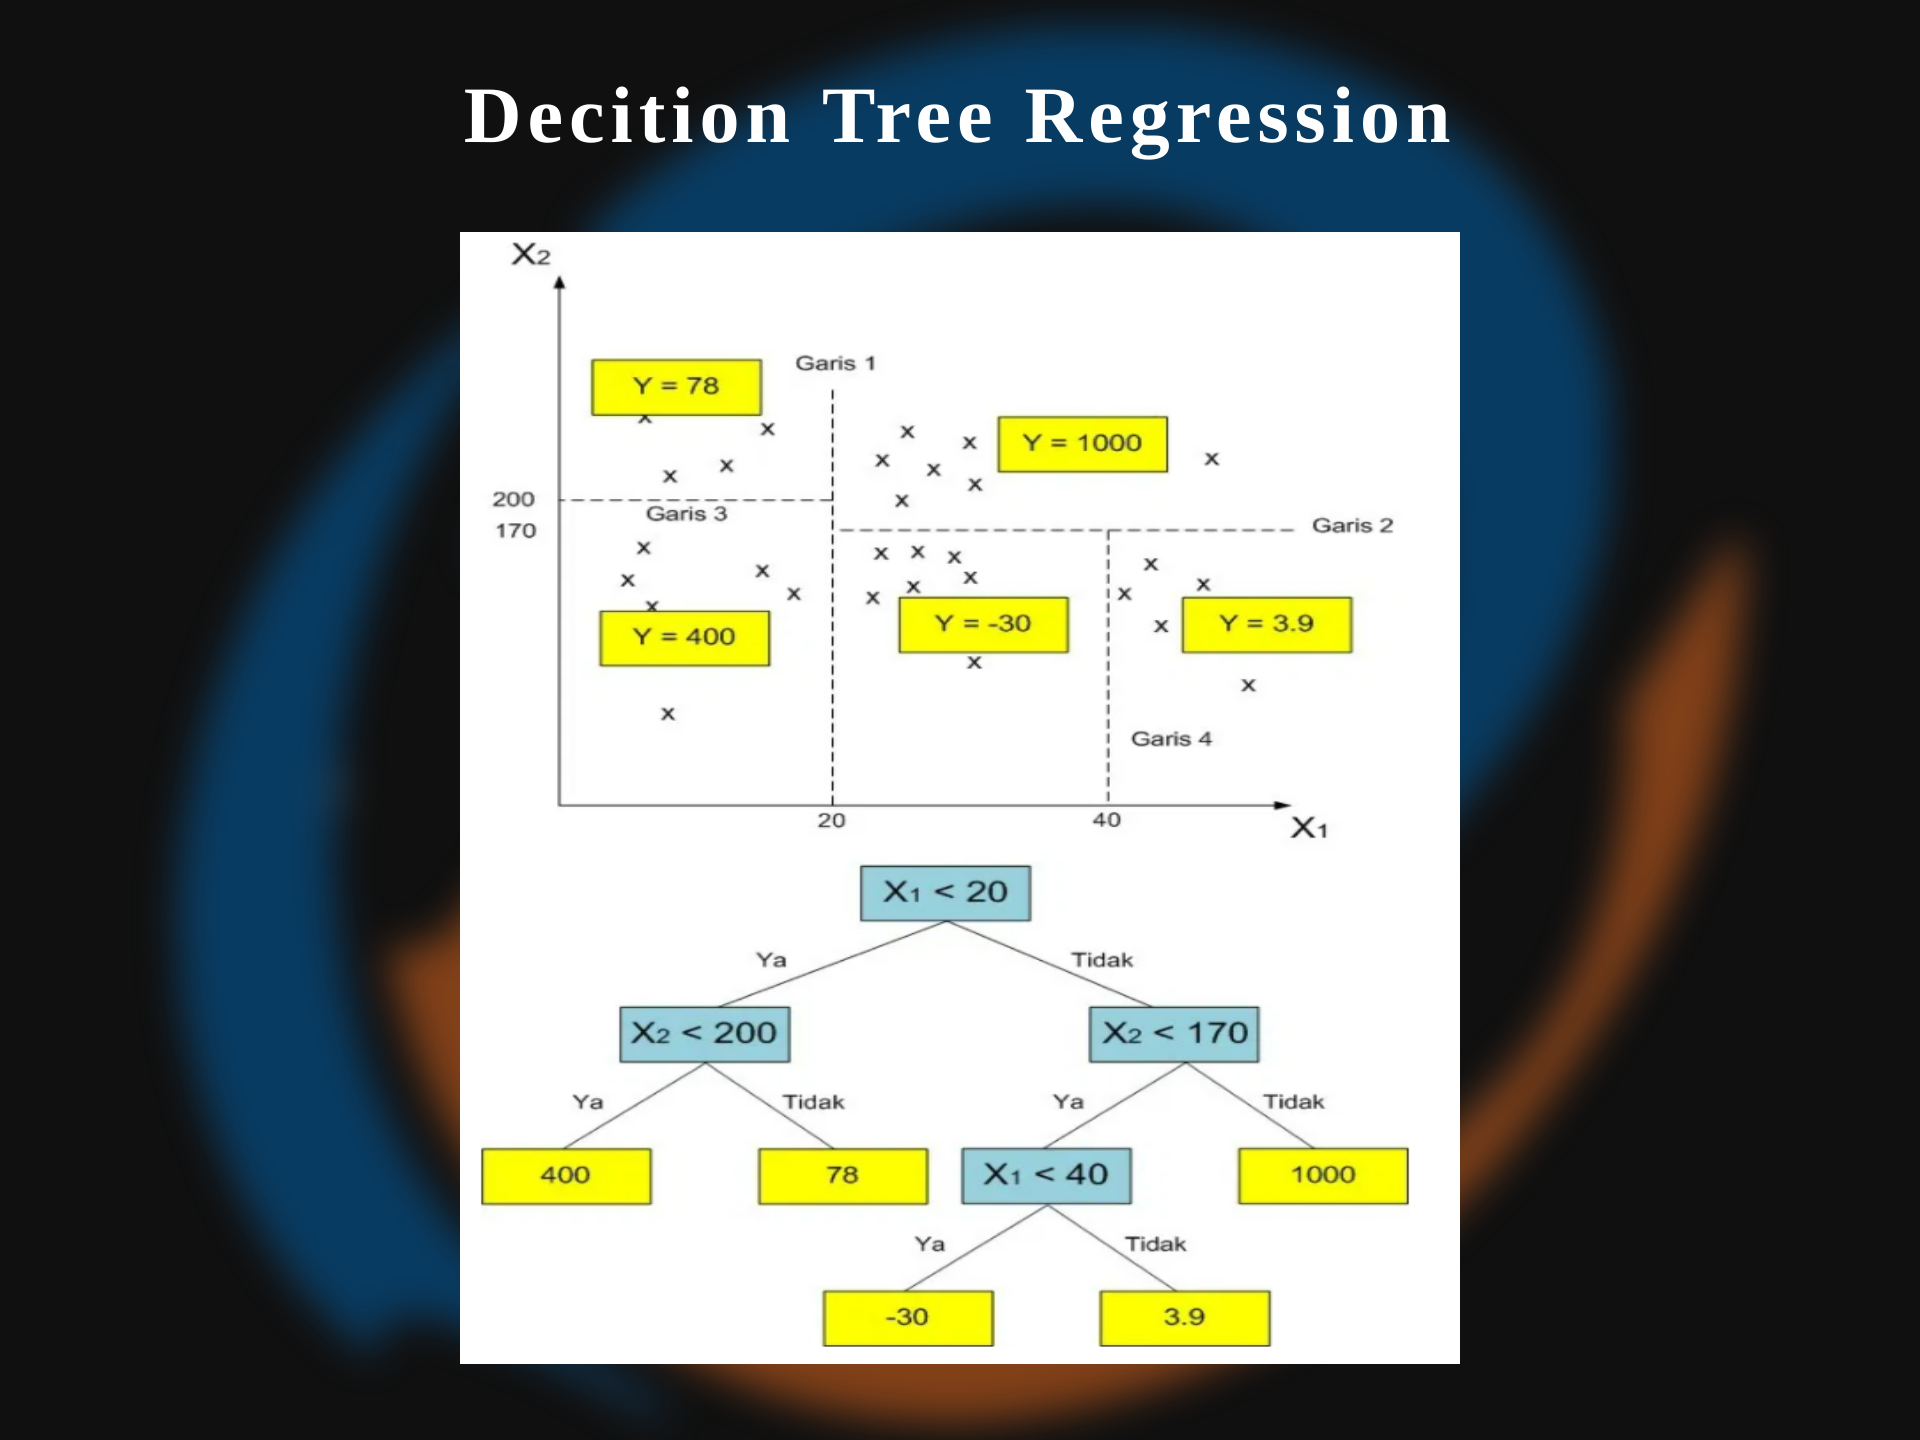 Decition Tree Regression
X2
Garis 1
Y = 78
Y = 1000
200
Garis 3
170
Garis 2
Y = 400
Y = -30
Y = 3.9
Garis 4
20
40
X1
X1 < 20
Ya
Tidak
X2 < 200
X2 < 170
Ya
Tidak
Ya
Tidak
400
78
X1 < 40
1000
Ya
Tidak
-30
3.9